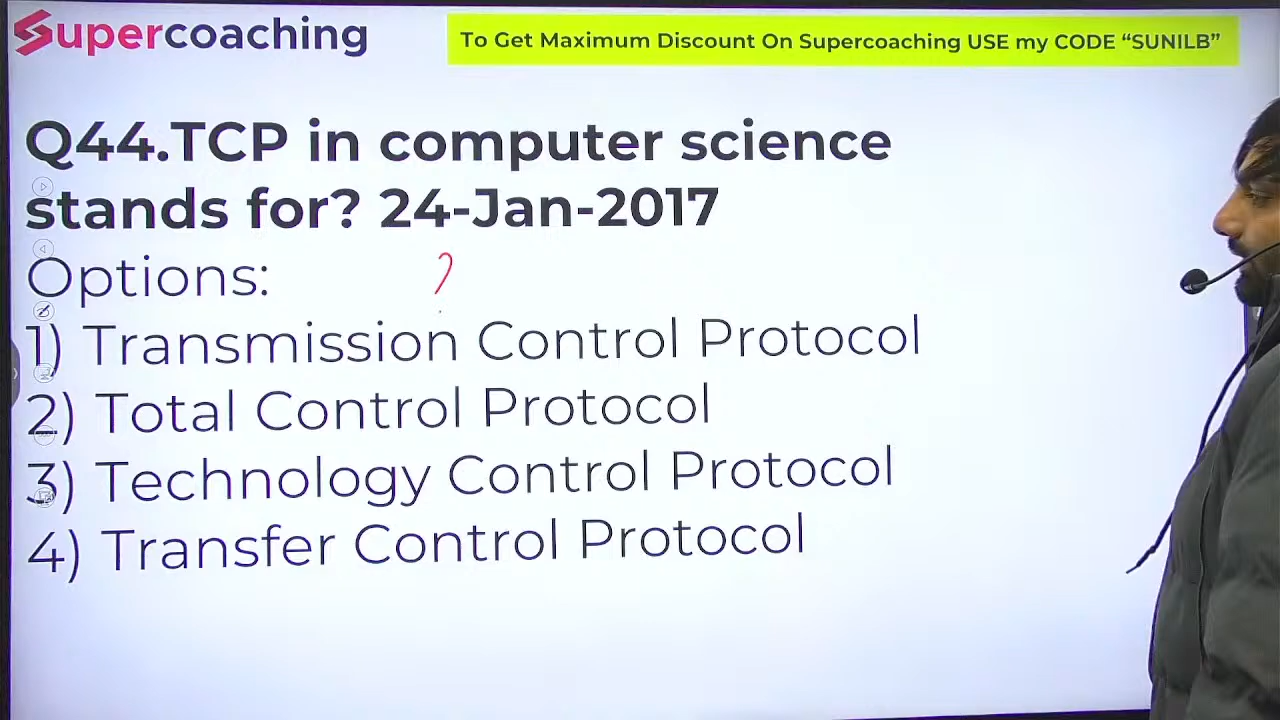 Supercoaching
To Get Maximum Discount On Supercoaching USE my CODE “SUNILB”
Q44.TCP in computer science
stands for? 24-Jan-2017
Options:
1) Transmission Control Protocol
2) Total Control Protocol
3) Technology Control Protocol
4) Transfer Control Protocol